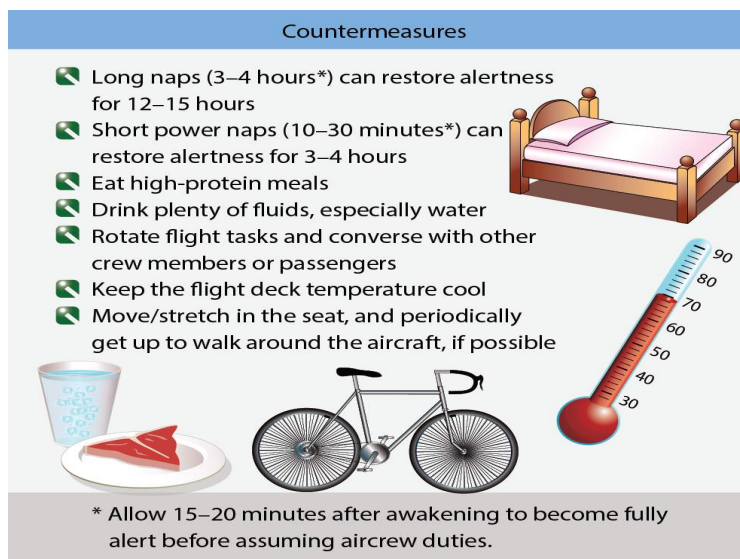 Countermeasures
Long naps (3–4 hours*) can restore alertness
for 12–15 hours
Short power naps (10–30 minutes*) can
restore alertness for 3–4 hours
Eat high-protein meals
Drink plenty of fluids, especially water
Rotate flight tasks and converse with other
crew members or passengers
Keep the flight deck temperature cool
Move/stretch in the seat, and periodically
get up to walk around the aircraft, if possible
90
80
70
60
50
40
30
* Allow 15–20 minutes after awakening to become fully
alert before assuming aircrew duties.